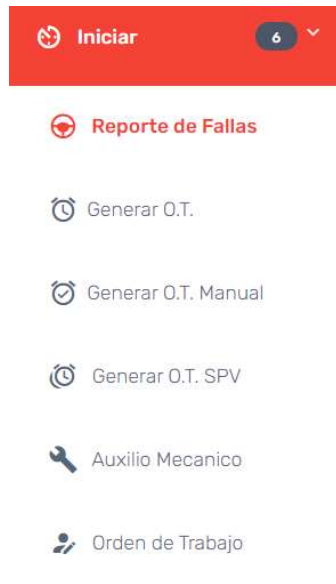 Iniciar 6
Reporte de Fallas
Generar O.T.
Generar O.T. Manual
Generar O.T. SPV
Auxilio Mecanico
Orden de Trabajo